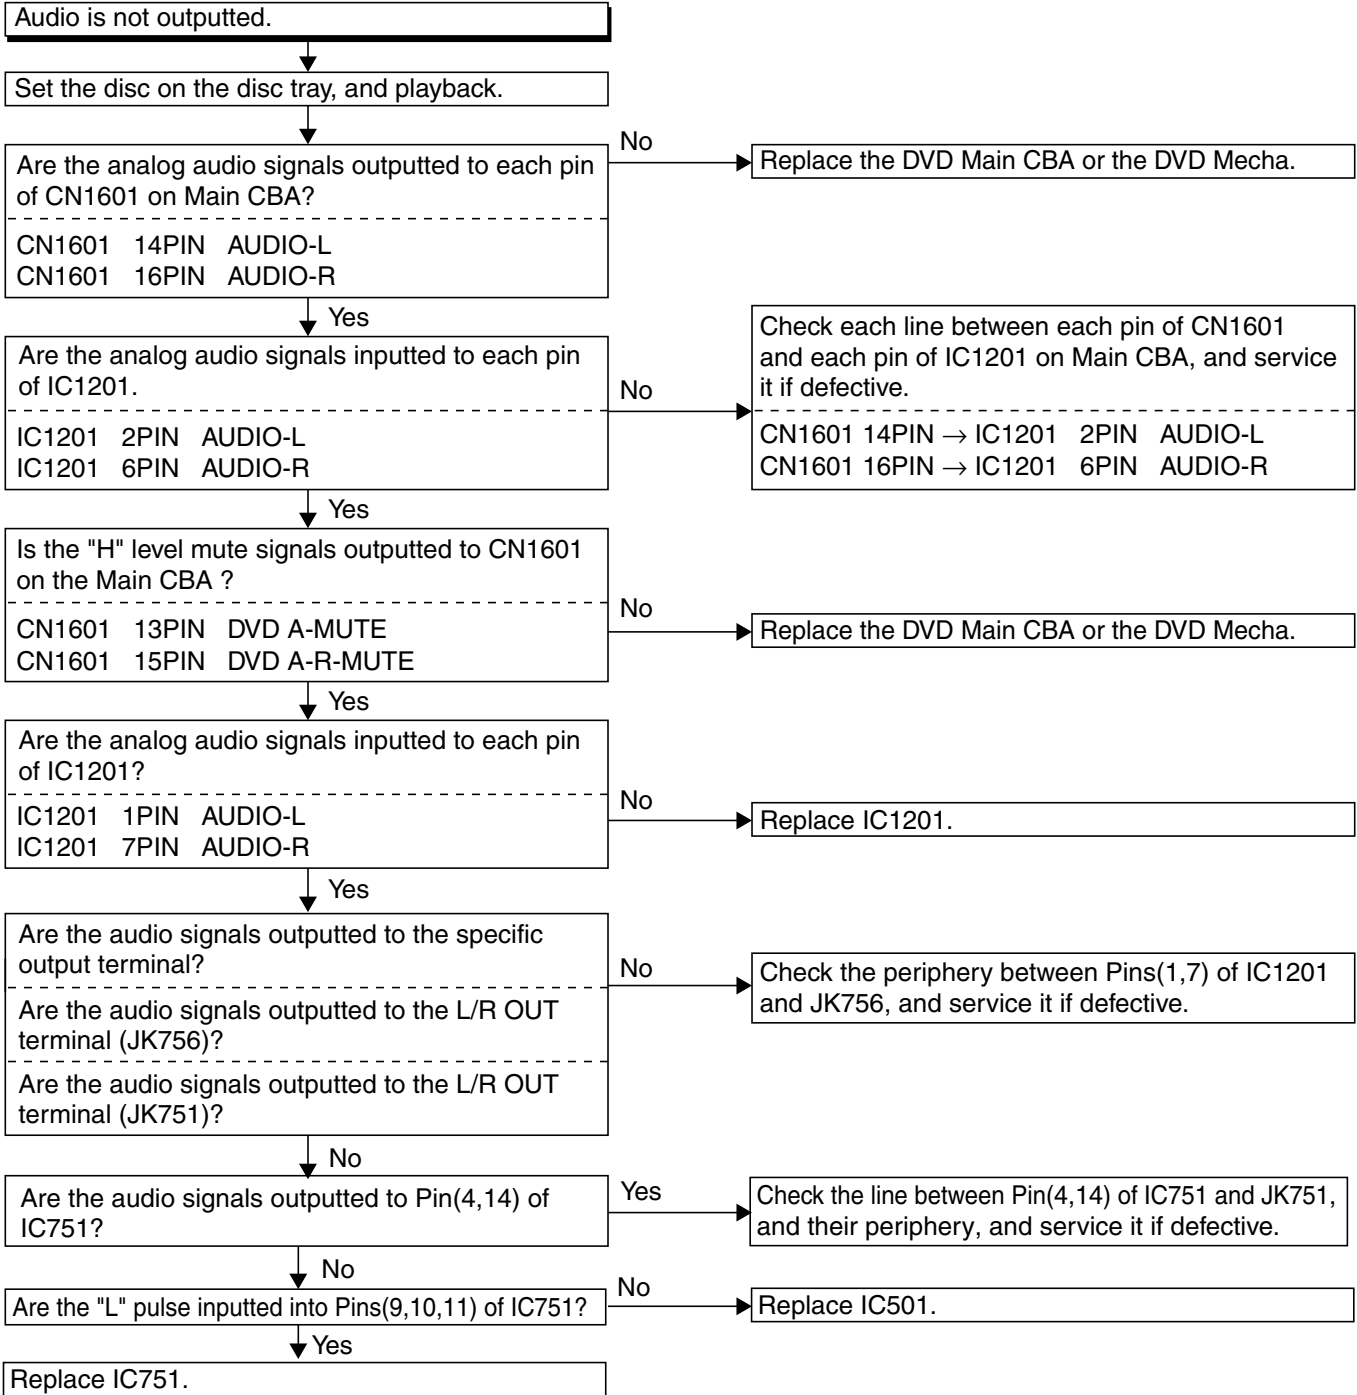 Audio is not outputted.
Set the disc on the disc tray, and playback.
Are the analog audio signals outputted to each pin
of CN1601 on Main CBA?
CN1601 14PIN AUDIO-L
CN1601 16PIN AUDIO-R
No
Replace the DVD Main CBA or the DVD Mecha.
Yes
Are the analog audio signals inputted to each pin
of IC1201.
IC1201 2PIN AUDIO-L
IC1201 6PIN AUDIO-R
No
Check each line between each pin of CN1601
and each pin of IC1201 on Main CBA, and service
it if defective.
CN1601 14PIN → IC1201 2PIN AUDIO-L
CN1601 16PIN → IC1201 6PIN AUDIO-R
Yes
Is the "H" level mute signals outputted to CN1601
on the Main CBA ?
CN1601 13PIN DVD A-MUTE
CN1601 15PIN DVD A-R-MUTE
No
Replace the DVD Main CBA or the DVD Mecha.
Yes
Are the analog audio signals inputted to each pin
of IC1201?
IC1201 1PIN AUDIO-L
IC1201 7PIN AUDIO-R
No
Replace IC1201.
Yes
Are the audio signals outputted to the specific
output terminal?
Are the audio signals outputted to the L/R OUT
terminal (JK756)?
Are the audio signals outputted to the L/R OUT
terminal (JK751)?
No
Check the periphery between Pins(1,7) of IC1201
and JK756, and service it if defective.
No
Are the audio signals outputted to Pin(4,14) of
IC751?
Yes
Check the line between Pin(4,14) of IC751 and JK751,
and their periphery, and service it if defective.
No
Are the "L" pulse inputted into Pins(9,10,11) of IC751?
No
Replace IC501.
Yes
Replace IC751.